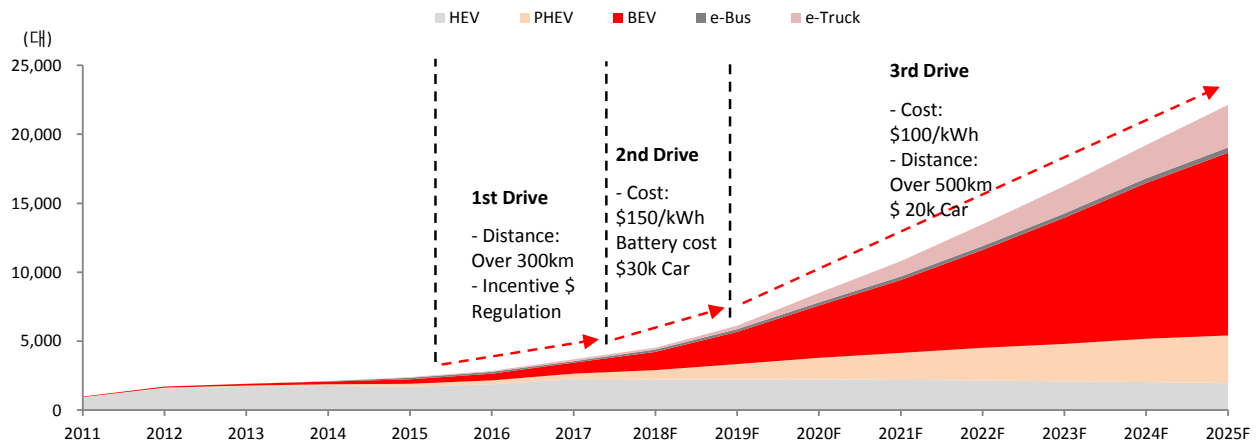 HEV PHEV BEV e-Bus e-Truck
(대)
25,000
20,000
15,000
10,000
5,000
0
1st Drive
- Distance:
Over 300km
- Incentive $
Regulation
2nd Drive
- Cost:
$150/kWh
Battery cost
$30k Car
3rd Drive
- Cost:
$100/kWh
- Distance:
Over 500km
$ 20k Car
2011 2012 2013 2014 2015 2016 2017 2018F 2019F 2020F 2021F 2022F 2023F 2024F 2025F